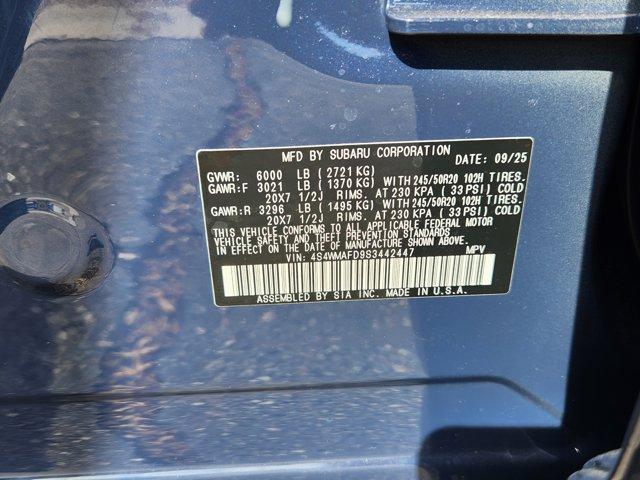 MFD BY SUBARU CORPORATION DATE: 09/25
GVWR: 6000 LB (2721 KG)
GAWR:F 3021 LB (1370 KG) WITH 245/50R20 102H TIRES.
20X7 1/2J RIMS. AT 230 KPA (33 PSI) COLD
GAWR:R 3296 LB (1495 KG) WITH 245/50R20 102H TIRES.
20X7 1/2J RIMS. AT 230 KPA (33 PSI) COLD
THIS VEHICLE CONFORMS TO ALL APPLICABLE FEDERAL MOTOR
VEHICLE SAFETY AND THEFT PREVENTION STANDARDS
IN EFFECT ON THE DATE OF MANUFACTURE SHOWN ABOVE.
VIN: 4S4WMAFD9S3442447 MPV
ASSEMBLED BY SIA INC. MADE IN U.S.A.